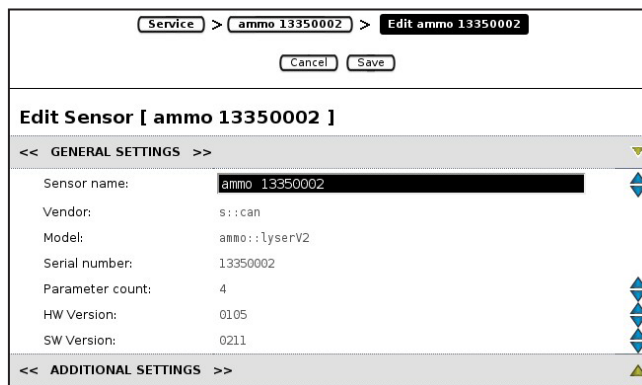 Service > ammo 13350002 > Edit ammo 13350002
Cancel Save
Edit Sensor [ ammo 13350002 ]
<< GENERAL SETTINGS >>
Sensor name: ammo 13350002
Vendor: s::can
Model: ammo::lyserV2
Serial number: 13350002
Parameter count: 4
HW Version: 0105
SW Version: 0211
<< ADDITIONAL SETTINGS >>